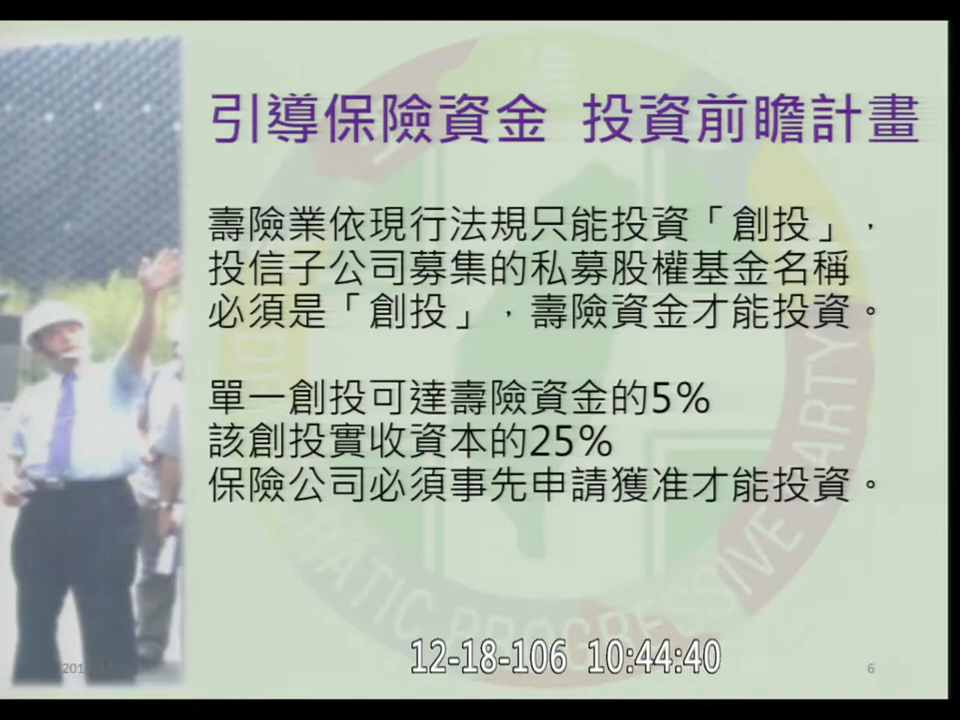 引導保險資金 投資前瞻計畫
壽險業依現行法規只能投資「創投」，
投信子公司募集的私募股權基金名稱
必須是「創投」，壽險資金才能投資。
單一創投可達壽險資金的5%
該創投實收資本的25%
保險公司必須事先申請獲准才能投資。
PROGRESSIVE PARTY
12-18-106 10:44:40
6